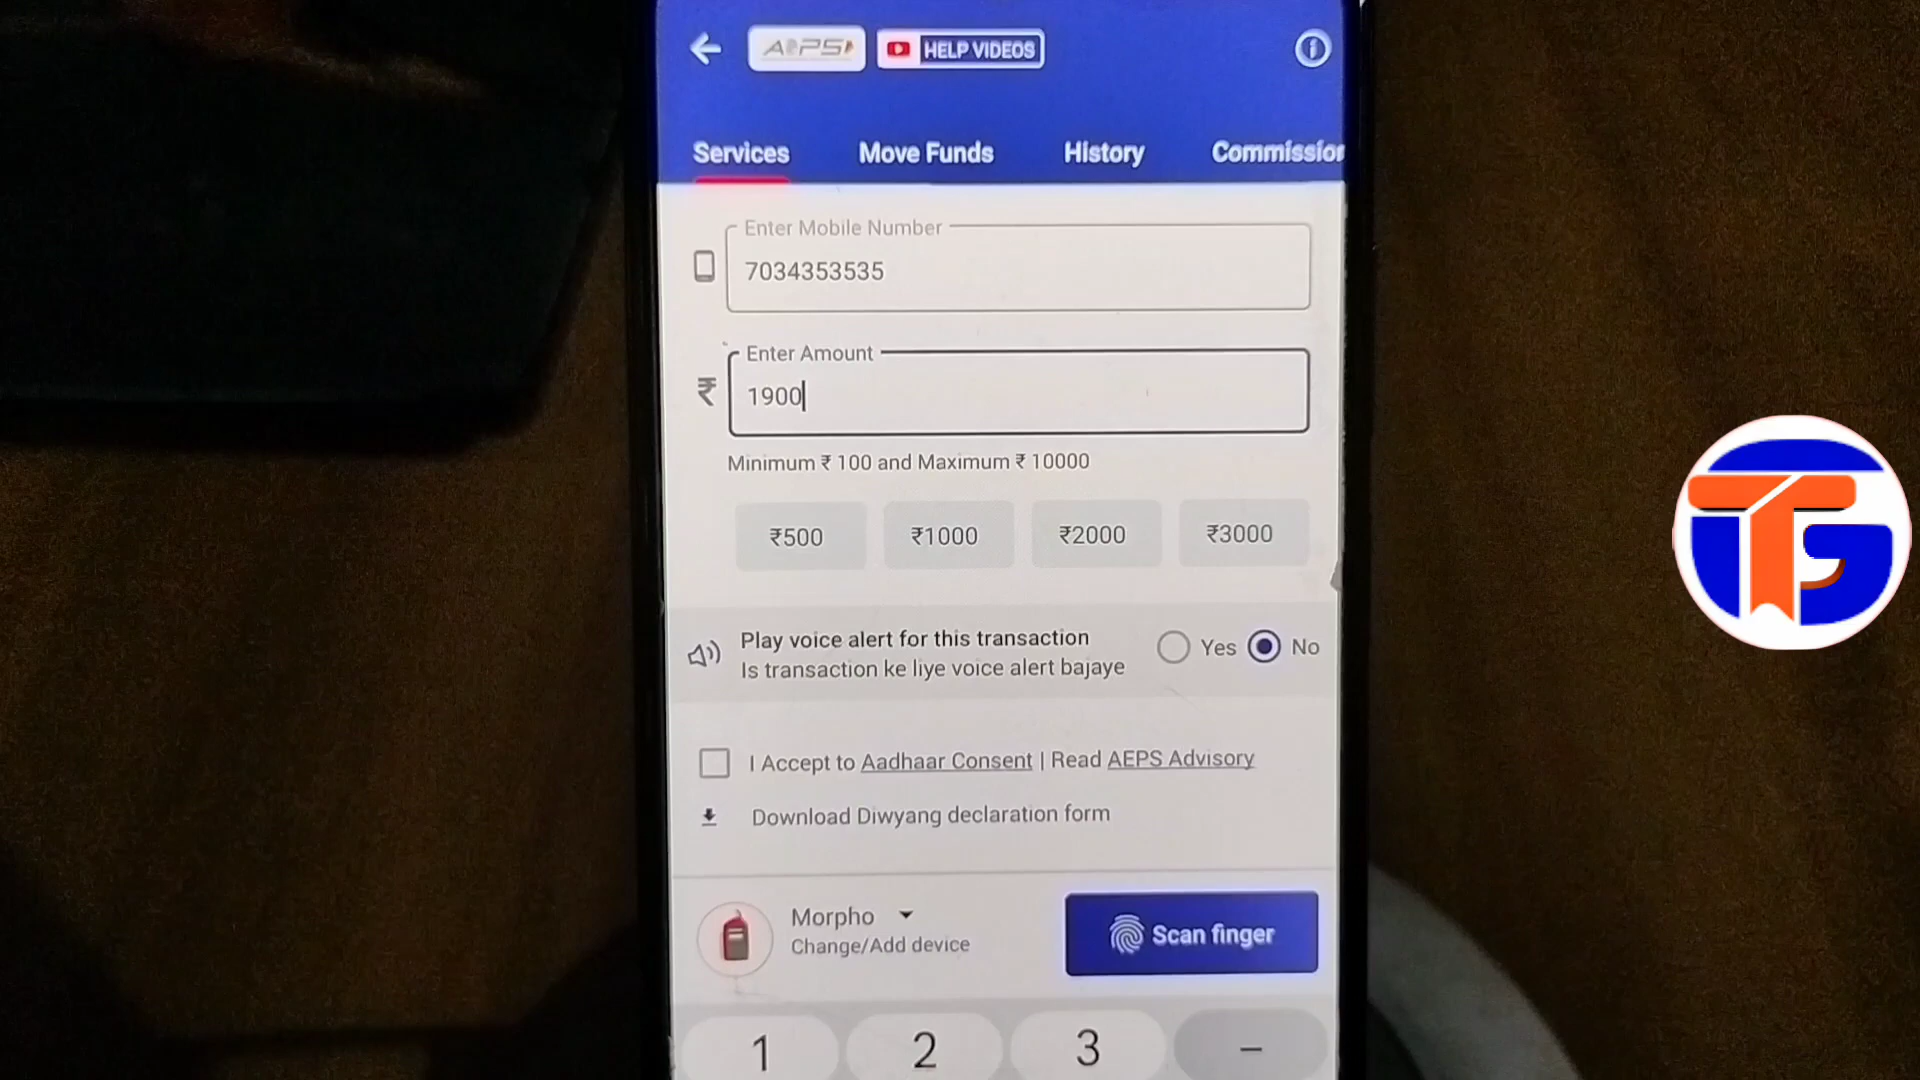 AEPS HELP VIDEOS
Services Move Funds History Commission
Enter Mobile Number
7034353535
Enter Amount
₹ 1900
Minimum ₹ 100 and Maximum ₹ 10000
₹500 ₹1000 ₹2000 ₹3000
Play voice alert for this transaction
Is transaction ke liye voice alert bajaye
Yes No
I Accept to Aadhaar Consent | Read AEPS Advisory
Download Diwyang declaration form
Morpho
Change/Add device
Scan finger
1 2 3 –
TG